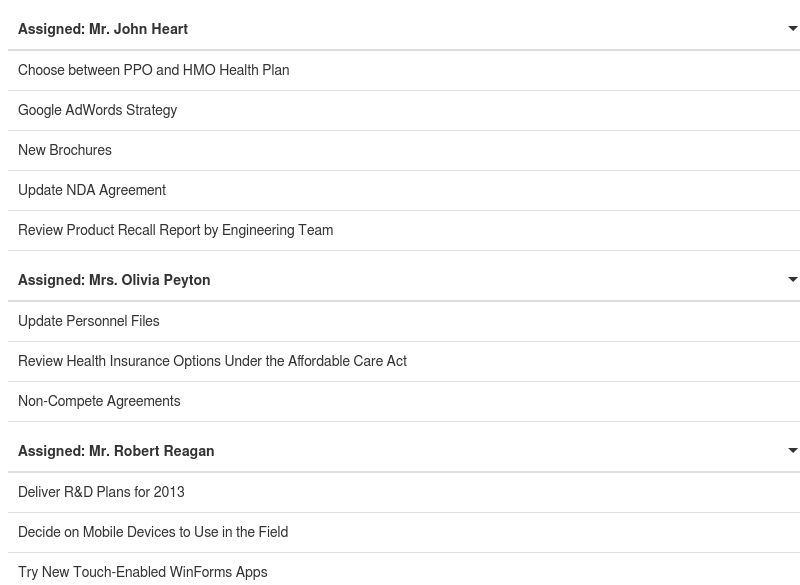 Assigned: Mr. John Heart
Choose between PPO and HMO Health Plan
Google AdWords Strategy
New Brochures
Update NDA Agreement
Review Product Recall Report by Engineering Team
Assigned: Mrs. Olivia Peyton
Update Personnel Files
Review Health Insurance Options Under the Affordable Care Act
Non-Compete Agreements
Assigned: Mr. Robert Reagan
Deliver R&D Plans for 2013
Decide on Mobile Devices to Use in the Field
Try New Touch-Enabled WinForms Apps